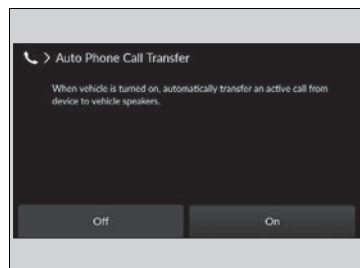 > Auto Phone Call Transfer
When vehicle is turned on, automatically transfer an active call from
device to vehicle speakers.
Off
On